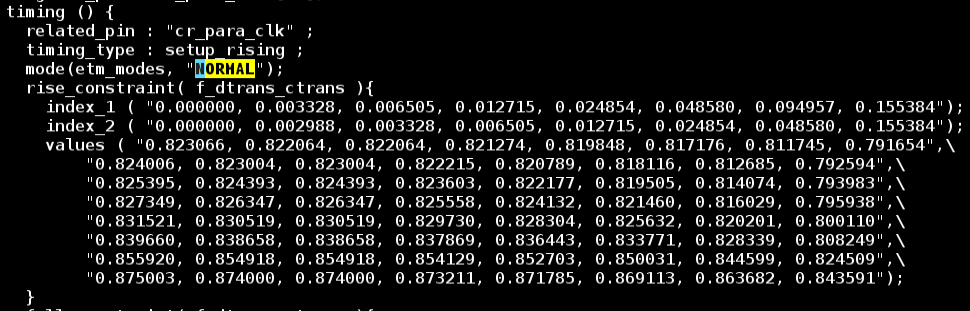 timing () {
related_pin : "cr_para_clk" ;
timing_type : setup_rising ;
mode(etm_modes, "NORMAL");
rise_constraint( f_dtrans_ctrans ){
index_1 ( "0.000000, 0.003328, 0.006505, 0.012715, 0.024854, 0.048580, 0.094957, 0.155384");
index_2 ( "0.000000, 0.002988, 0.003328, 0.006505, 0.012715, 0.024854, 0.048580, 0.155384");
values ( "0.823066, 0.822064, 0.822064, 0.821274, 0.819848, 0.817176, 0.811745, 0.791654",\
"0.824006, 0.823004, 0.823004, 0.822215, 0.820789, 0.818116, 0.812685, 0.792594",\
"0.825395, 0.824393, 0.824393, 0.823603, 0.822177, 0.819505, 0.814074, 0.793983",\
"0.827349, 0.826347, 0.826347, 0.825558, 0.824132, 0.821460, 0.816029, 0.795938",\
"0.831521, 0.830519, 0.830519, 0.829730, 0.828304, 0.825632, 0.820201, 0.800110",\
"0.839660, 0.838658, 0.838658, 0.837869, 0.836443, 0.833771, 0.828339, 0.808249",\
"0.855920, 0.854918, 0.854918, 0.854129, 0.852703, 0.850031, 0.844599, 0.824509",\
"0.875003, 0.874000, 0.874000, 0.873211, 0.871785, 0.869113, 0.863682, 0.843591");
}